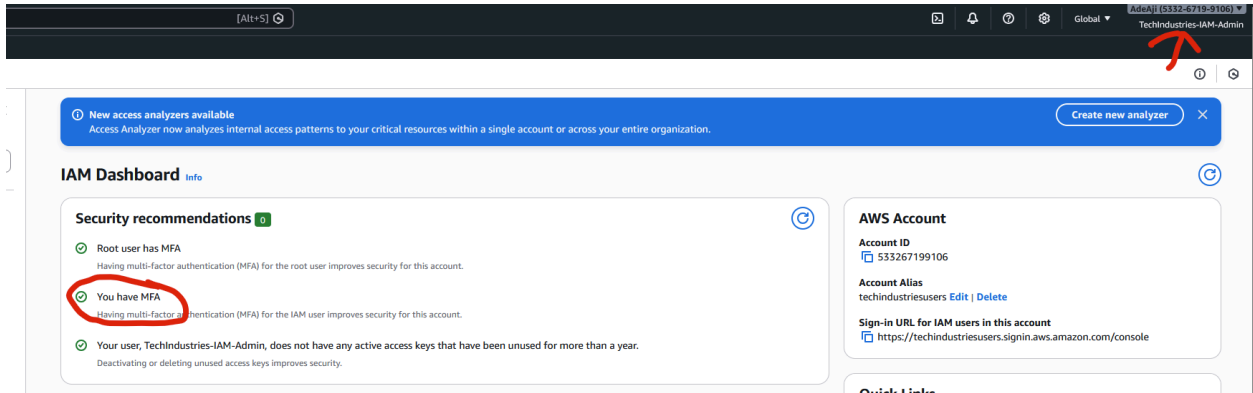 [Alt+S]
Global
AdeAji (5332-6719-9106)
TechIndustries-IAM-Admin
New access analyzers available
Access Analyzer now analyzes internal access patterns to your critical resources within a single account or across your entire organization.
Create new analyzer
IAM Dashboard Info
Security recommendations 0
Root user has MFA
Having multi-factor authentication (MFA) for the root user improves security for this account.
You have MFA
Having multi-factor authentication (MFA) for the IAM user improves security for this account.
Your user, TechIndustries-IAM-Admin, does not have any active access keys that have been unused for more than a year.
Deactivating or deleting unused access keys improves security.
AWS Account
Account ID
533267199106
Account Alias
techindustriesusers Edit | Delete
Sign-in URL for IAM users in this account
https://techindustriesusers.signin.aws.amazon.com/console
Quick Links